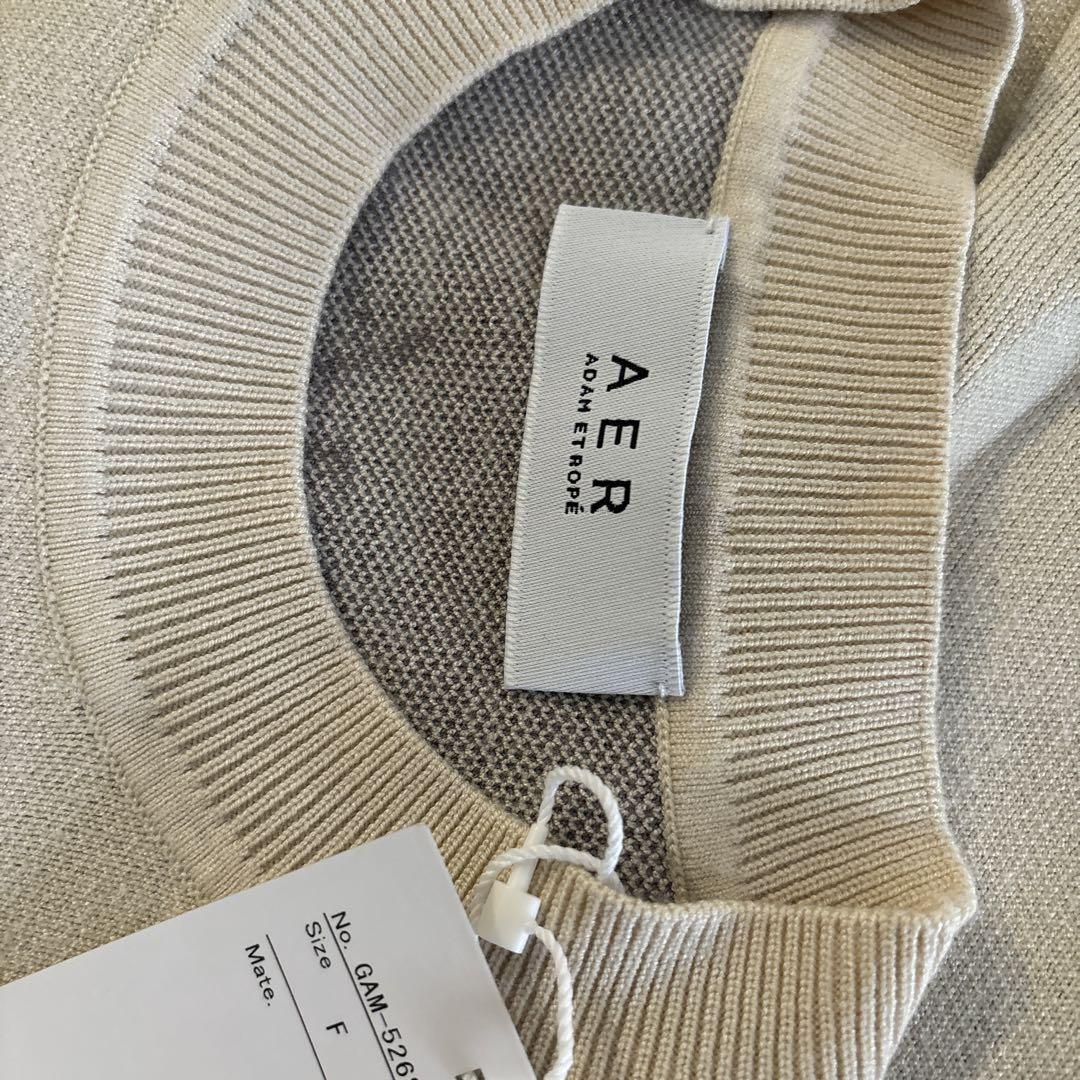 AER
ADAM ET ROPÉ
No. GAM-526
Size F
Mate.